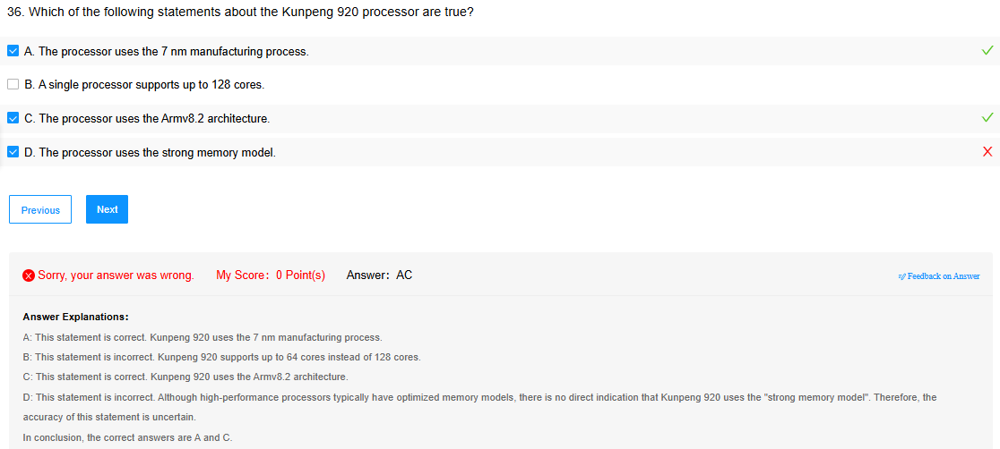 36. Which of the following statements about the Kunpeng 920 processor are true?
A. The processor uses the 7 nm manufacturing process.
B. A single processor supports up to 128 cores.
C. The processor uses the Armv8.2 architecture.
D. The processor uses the strong memory model.
Previous Next
Sorry, your answer was wrong. My Score: 0 Point(s) Answer: AC Feedback on Answer
Answer Explanations:
A: This statement is correct. Kunpeng 920 uses the 7 nm manufacturing process.
B: This statement is incorrect. Kunpeng 920 supports up to 64 cores instead of 128 cores.
C: This statement is correct. Kunpeng 920 uses the Armv8.2 architecture.
D: This statement is incorrect. Although high-performance processors typically have optimized memory models, there is no direct indication that Kunpeng 920 uses the "strong memory model". Therefore, the
accuracy of this statement is uncertain.
In conclusion, the correct answers are A and C.